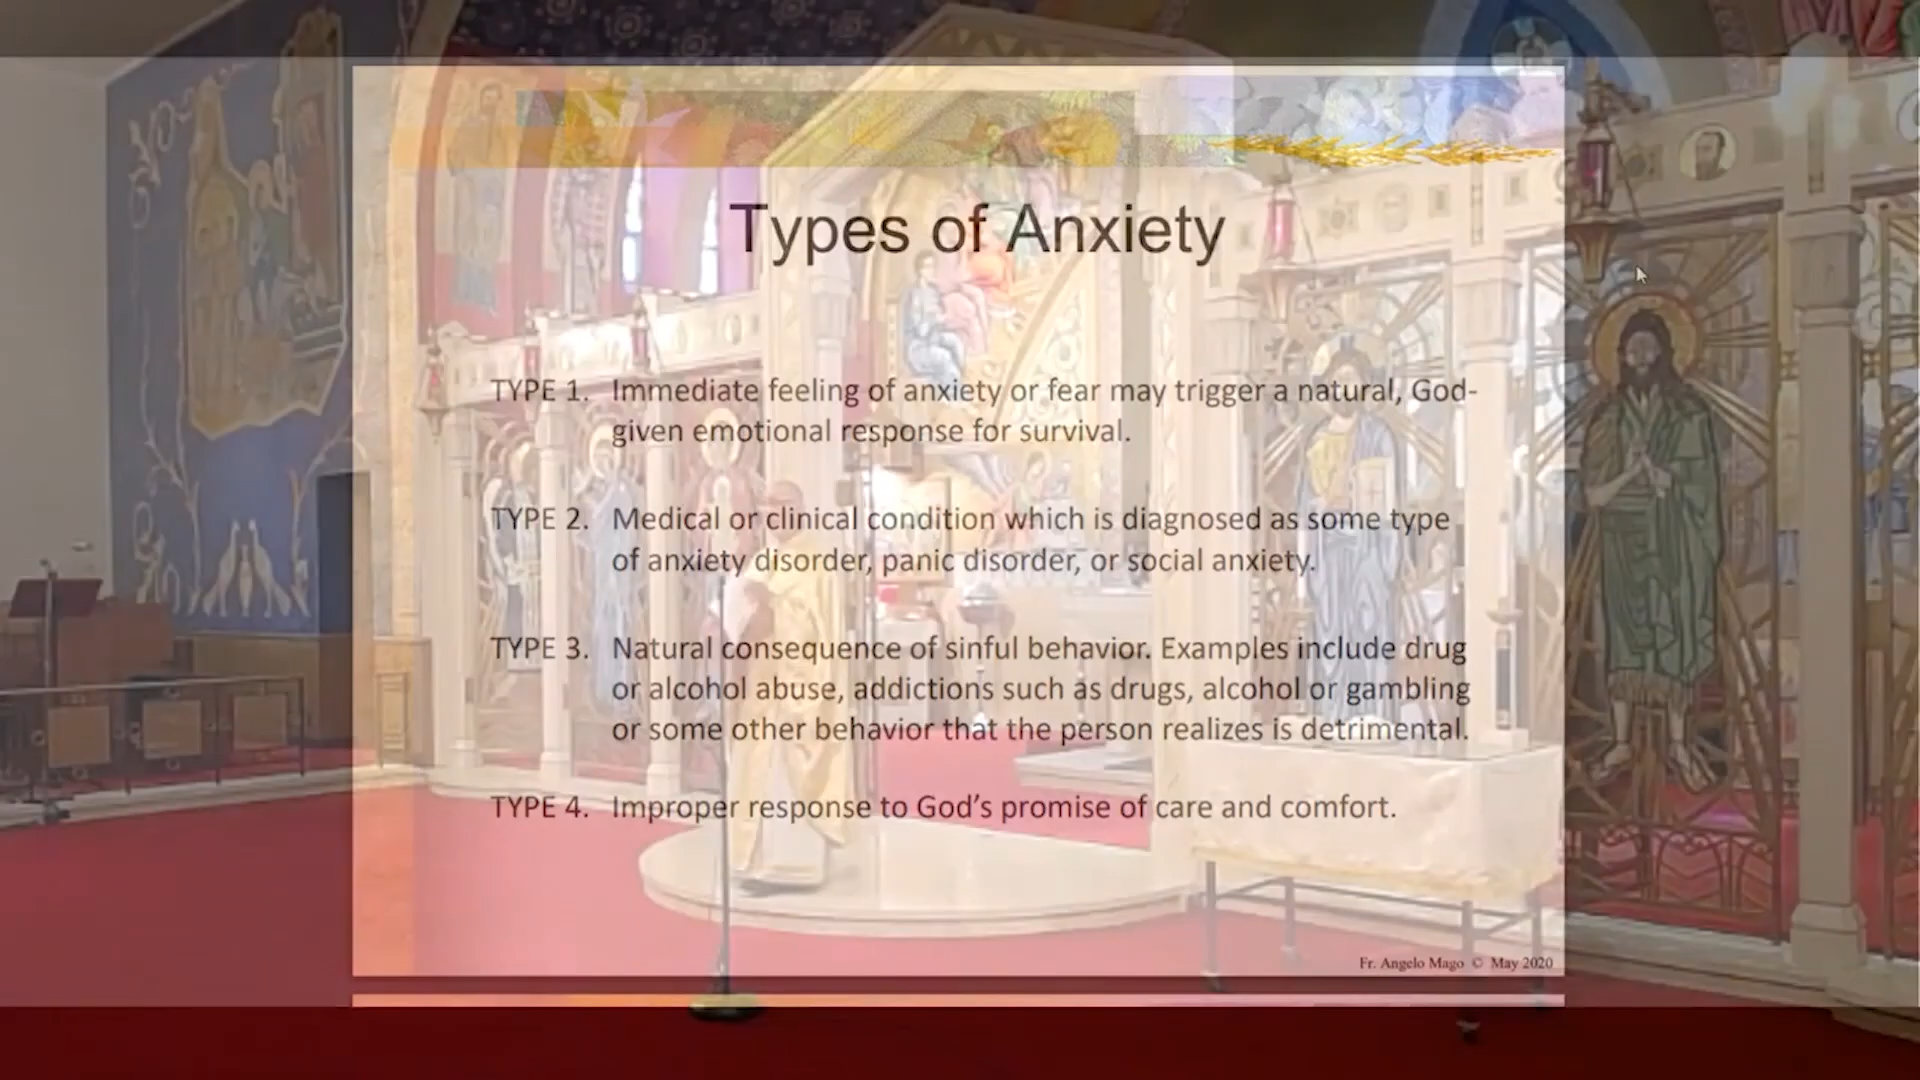 Types of Anxiety
TYPE 1. Immediate feeling of anxiety or fear may trigger a natural, God-
given emotional response for survival.
TYPE 2. Medical or clinical condition which is diagnosed as some type
of anxiety disorder, panic disorder, or social anxiety.
TYPE 3. Natural consequence of sinful behavior. Examples include drug
or alcohol abuse, addictions such as drugs, alcohol or gambling
or some other behavior that the person realizes is detrimental.
TYPE 4. Improper response to God’s promise of care and comfort.
Fr. Angelo Mago © May 2020